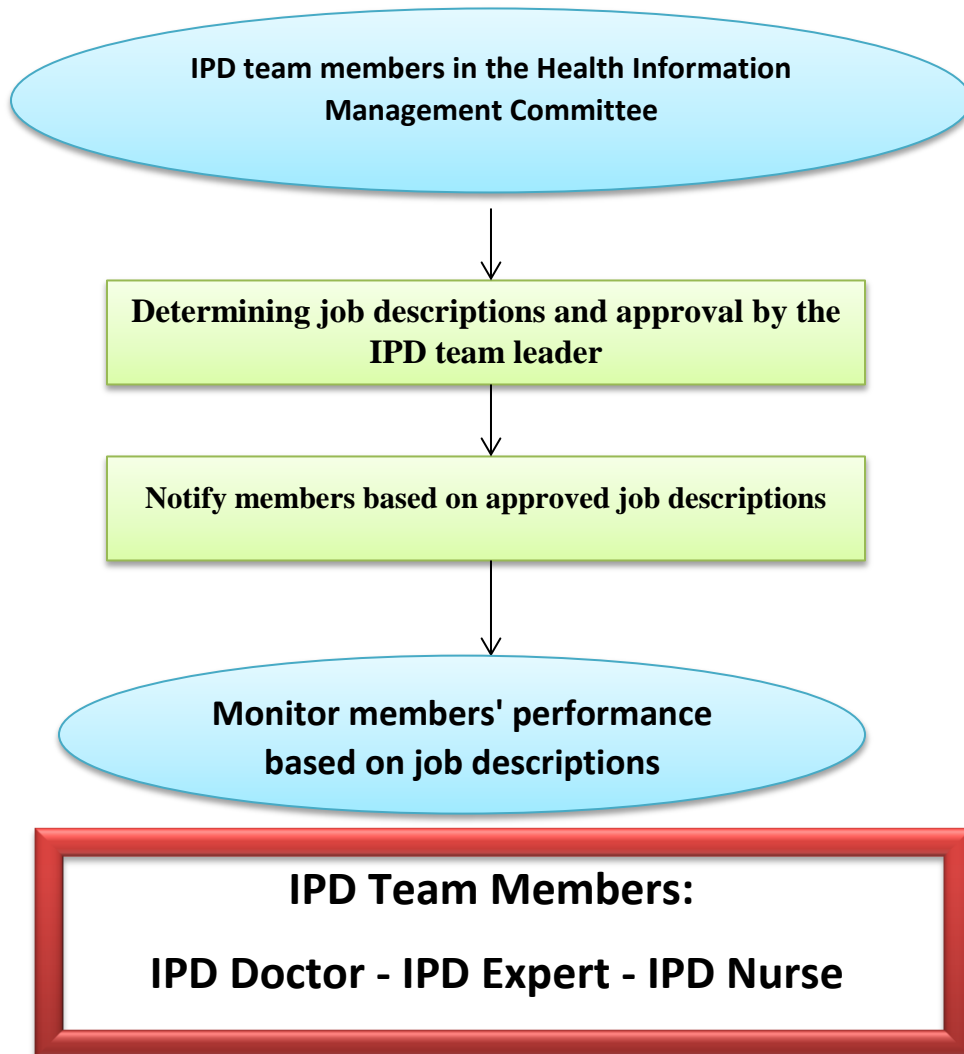 IPD team members in the Health Information
Management Committee
Determining job descriptions and approval by the
IPD team leader
Notify members based on approved job descriptions
Monitor members' performance
based on job descriptions
IPD Team Members:
IPD Doctor - IPD Expert - IPD Nurse